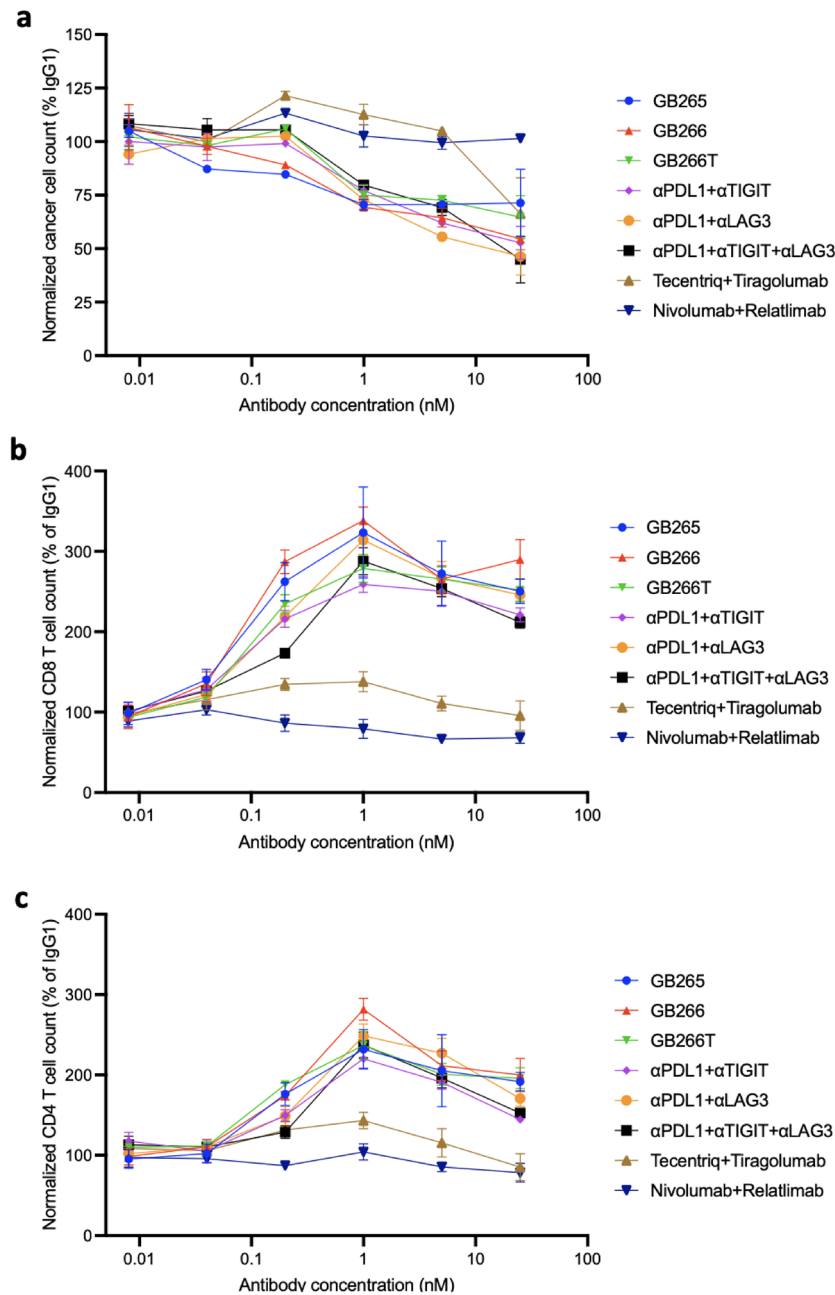 a
Normalized cancer cell count (% IgG1)
150
125
100
75
50
25
0
0.01 0.1 1 10 100
Antibody concentration (nM)
GB265
GB266
GB266T
αPDL1+αTIGIT
αPDL1+αLAG3
αPDL1+αTIGIT+αLAG3
Tecentriq+Tiragolumab
Nivolumab+Relatlimab
b
Normalized CD8 T cell count (% of IgG1)
400
300
200
100
0
0.01 0.1 1 10 100
Antibody concentration (nM)
GB265
GB266
GB266T
αPDL1+αTIGIT
αPDL1+αLAG3
αPDL1+αTIGIT+αLAG3
Tecentriq+Tiragolumab
Nivolumab+Relatlimab
c
Normalized CD4 T cell count (% of IgG1)
400
300
200
100
0
0.01 0.1 1 10 100
Antibody concentration (nM)
GB265
GB266
GB266T
αPDL1+αTIGIT
αPDL1+αLAG3
αPDL1+αTIGIT+αLAG3
Tecentriq+Tiragolumab
Nivolumab+Relatlimab